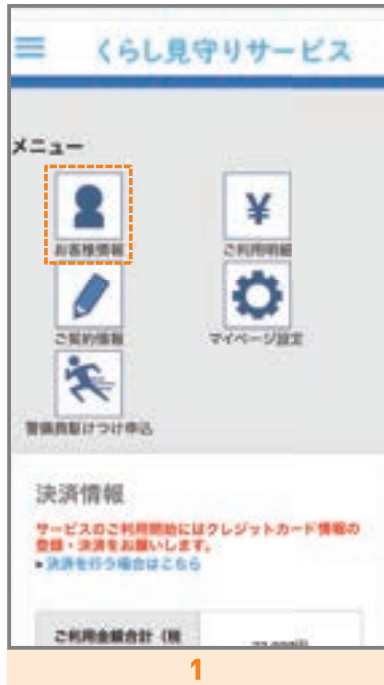 くらし見守りサービス
メニュー
お客様情報
ご利用明細
ご契約情報
マイページ設定
警備員駆けつけ申込
決済情報
サービスのご利用開始にはクレジットカード情報の
登録・決済をお願いします。
決済を行う場合はこちら
ご利用金額合計（税
1